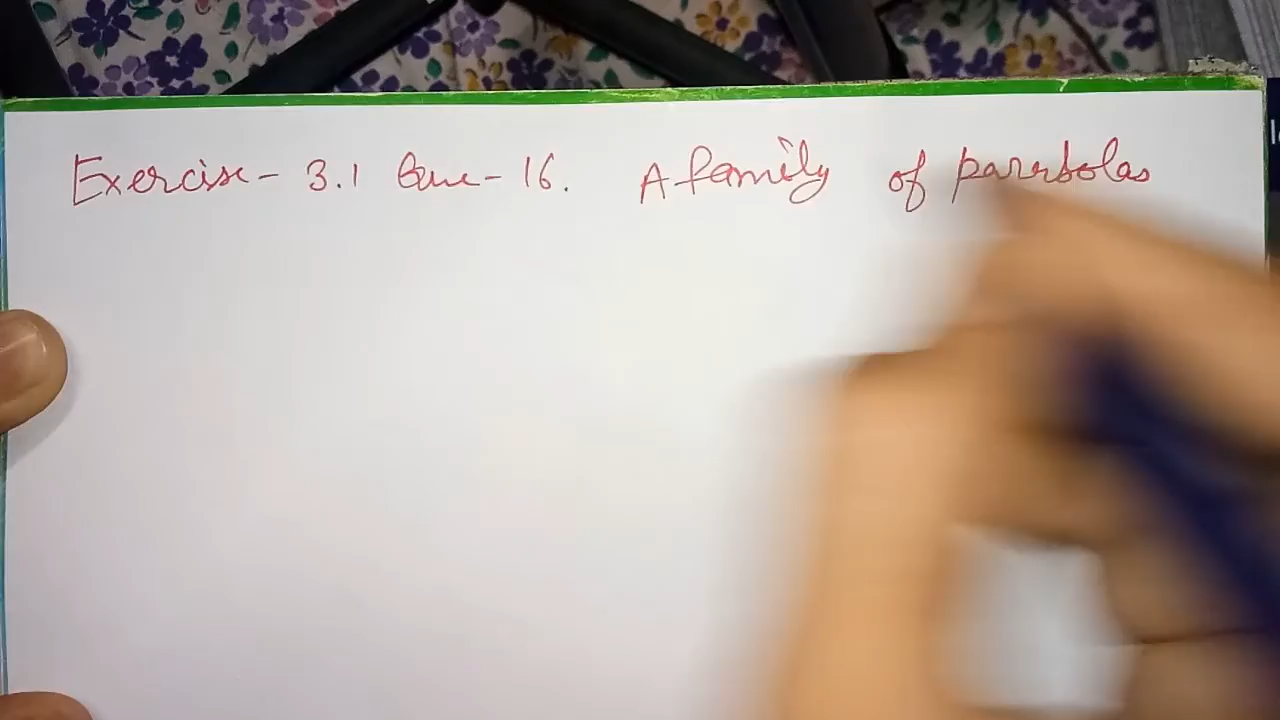 Exercise- 3.1 Que- 16. A family of parabolas